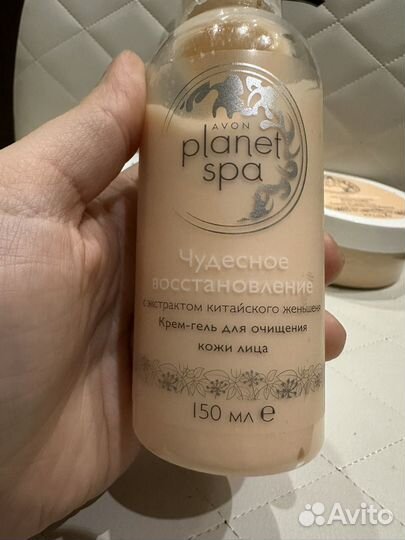 AVON
planet
spa
Чудесное
восстановление
с экстрактом китайского женьшеня
Крем-гель для очищения
кожи лица
150 мл e
Avito